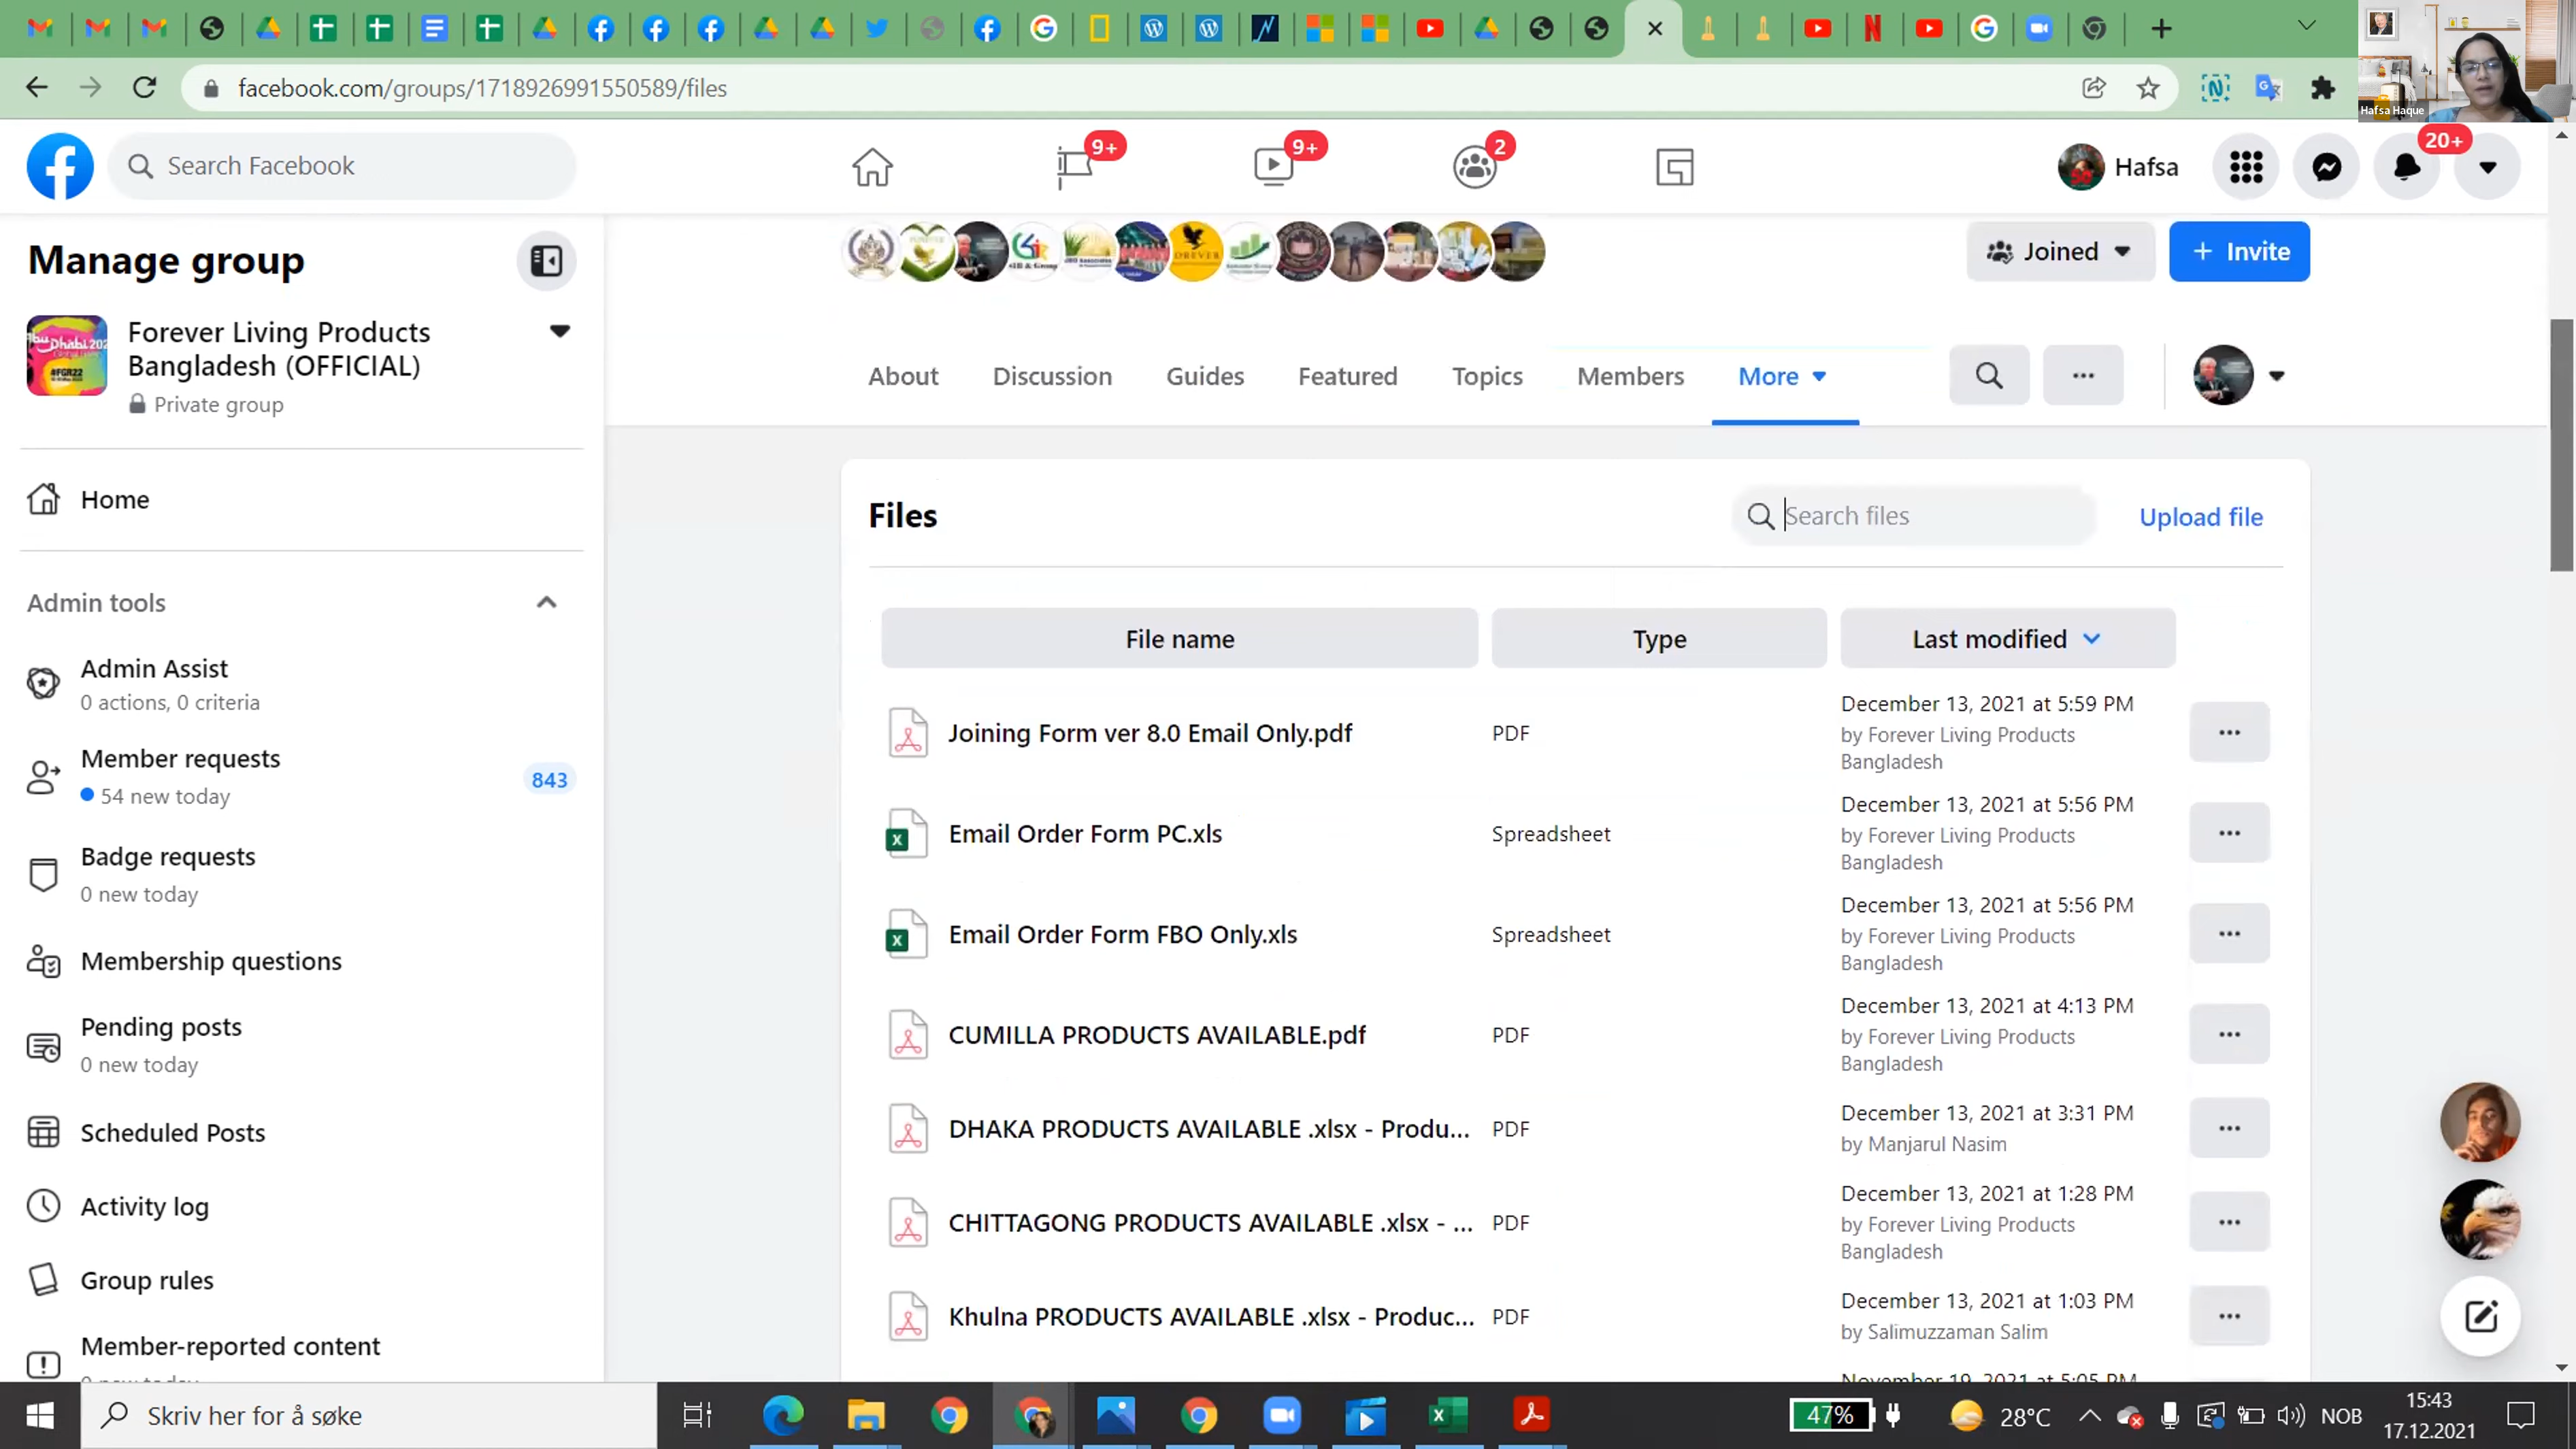 facebook.com/groups/1718926991550589/files
Hafsa Haque
Search Facebook
9+
9+
2
Hafsa
20+
Manage group
Joined
+ Invite
Forever Living Products
Bangladesh (OFFICIAL)
Private group
#FGR22
About
Discussion
Guides
Featured
Topics
Members
More
Home
Files
Search files
Upload file
Admin tools
File name
Type
Last modified
Admin Assist
0 actions, 0 criteria
Member requests
54 new today
843
Badge requests
0 new today
Membership questions
Pending posts
0 new today
Scheduled Posts
Activity log
Group rules
Member-reported content
0 new today
Joining Form ver 8.0 Email Only.pdf
PDF
December 13, 2021 at 5:59 PM
by Forever Living Products
Bangladesh
Email Order Form PC.xls
Spreadsheet
December 13, 2021 at 5:56 PM
by Forever Living Products
Bangladesh
Email Order Form FBO Only.xls
Spreadsheet
December 13, 2021 at 5:56 PM
by Forever Living Products
Bangladesh
CUMILLA PRODUCTS AVAILABLE.pdf
PDF
December 13, 2021 at 4:13 PM
by Forever Living Products
Bangladesh
DHAKA PRODUCTS AVAILABLE .xlsx - Produ...
PDF
December 13, 2021 at 3:31 PM
by Manjarul Nasim
CHITTAGONG PRODUCTS AVAILABLE .xlsx - ...
PDF
December 13, 2021 at 1:28 PM
by Forever Living Products
Bangladesh
Khulna PRODUCTS AVAILABLE .xlsx - Produc...
PDF
December 13, 2021 at 1:03 PM
by Salimuzzaman Salim
November 19, 2021 at 5:05 PM
Skriv her for å søke
47%
28°C
NOB
15:43
17.12.2021